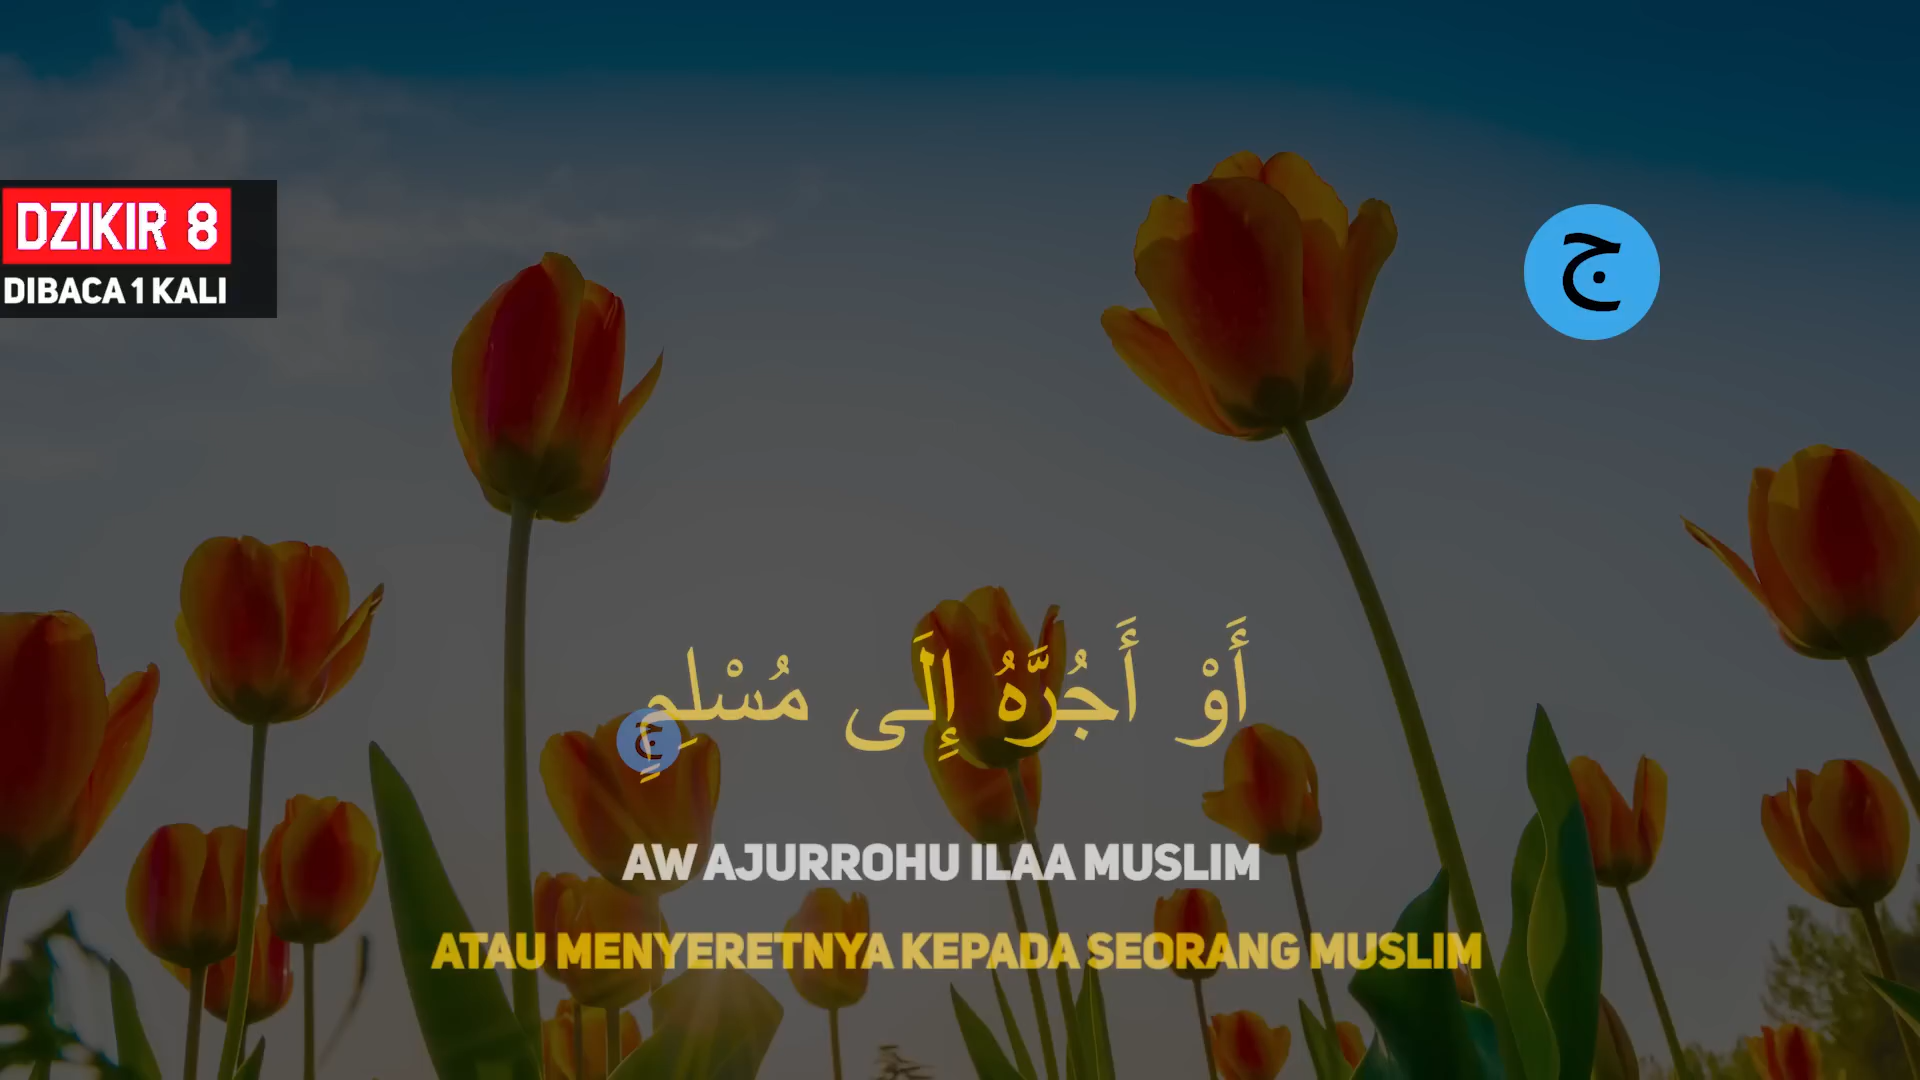 DZIKIR 8
DIBACA 1 KALI
ج
أَوْ أَجُرَّهُ إِلَى مُسْلِمٍ
ج
AW AJURROHU ILAA MUSLIM
ATAU MENYERETNYA KEPADA SEORANG MUSLIM